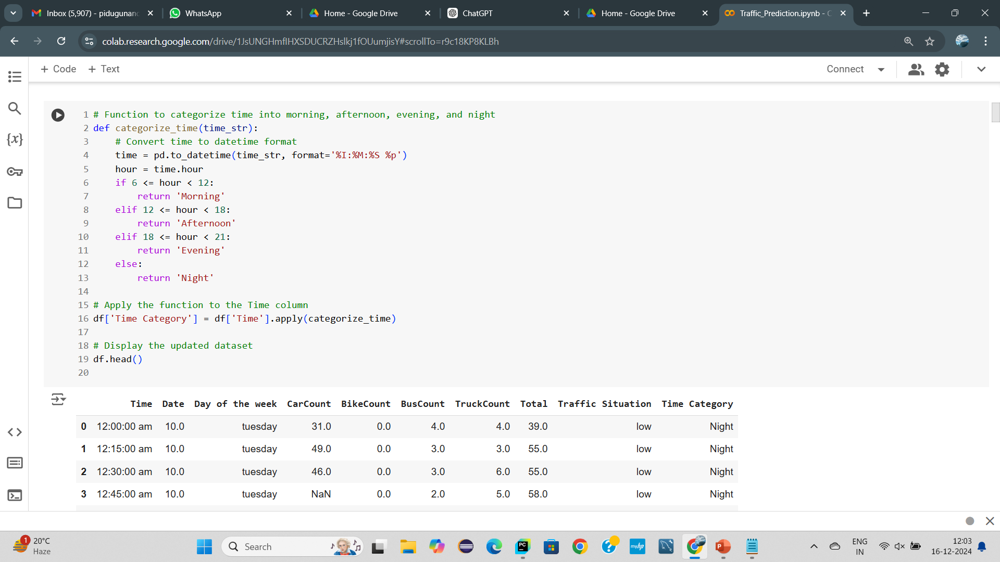 Inbox (5,907) - pidugunanc
WhatsApp
Home - Google Drive
ChatGPT
Home - Google Drive
Traffic_Prediction.ipynb - C
colab.research.google.com/drive/1JsUNGHmflHXSDUCRZHslkj1fOUumjisY#scrollTo=r9c18KP8KLBh
+ Code + Text
Connect
{x}
1 # Function to categorize time into morning, afternoon, evening, and night
2 def categorize_time(time_str):
3 # Convert time to datetime format
4 time = pd.to_datetime(time_str, format='%I:%M:%S %p')
5 hour = time.hour
6 if 6 <= hour < 12:
7 return 'Morning'
8 elif 12 <= hour < 18:
9 return 'Afternoon'
10 elif 18 <= hour < 21:
11 return 'Evening'
12 else:
13 return 'Night'
14
15 # Apply the function to the Time column
16 df['Time Category'] = df['Time'].apply(categorize_time)
17
18 # Display the updated dataset
19 df.head()
20
Time Date Day of the week CarCount BikeCount BusCount TruckCount Total Traffic Situation Time Category
0 12:00:00 am 10.0 tuesday 31.0 0.0 4.0 4.0 39.0 low Night
1 12:15:00 am 10.0 tuesday 49.0 0.0 3.0 3.0 55.0 low Night
2 12:30:00 am 10.0 tuesday 46.0 0.0 3.0 6.0 55.0 low Night
3 12:45:00 am 10.0 tuesday NaN 0.0 2.0 5.0 58.0 low Night
1
20°C
Haze
Search
PC
myhp
P
ENG
IN
12:03
16-12-2024